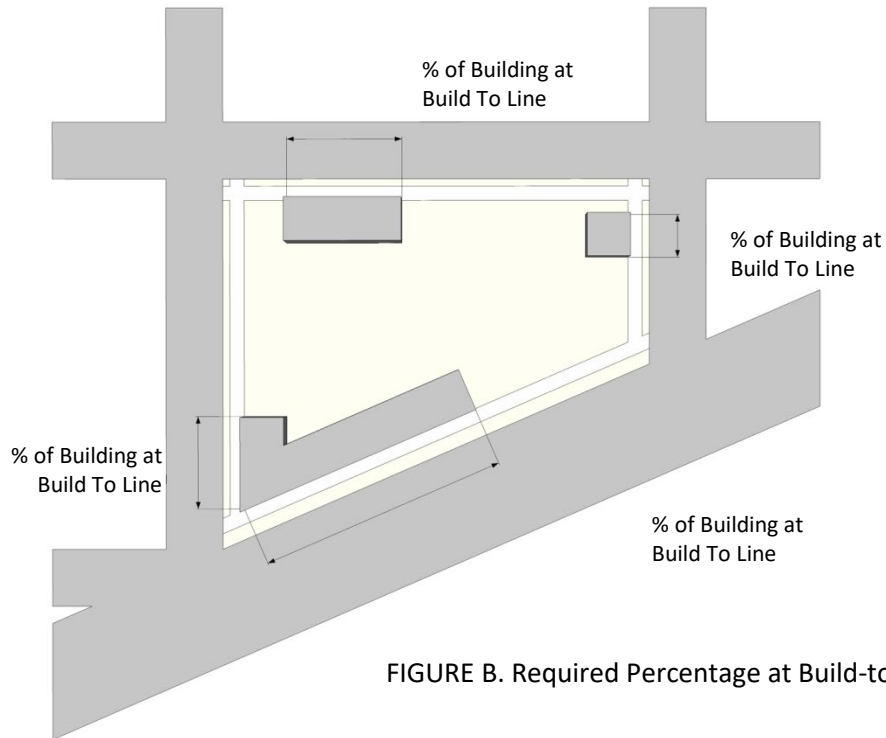 % of Building at
Build To Line
% of Building at
Build To Line
% of Building at
Build To Line
% of Building at
Build To Line
FIGURE B. Required Percentage at Build-to